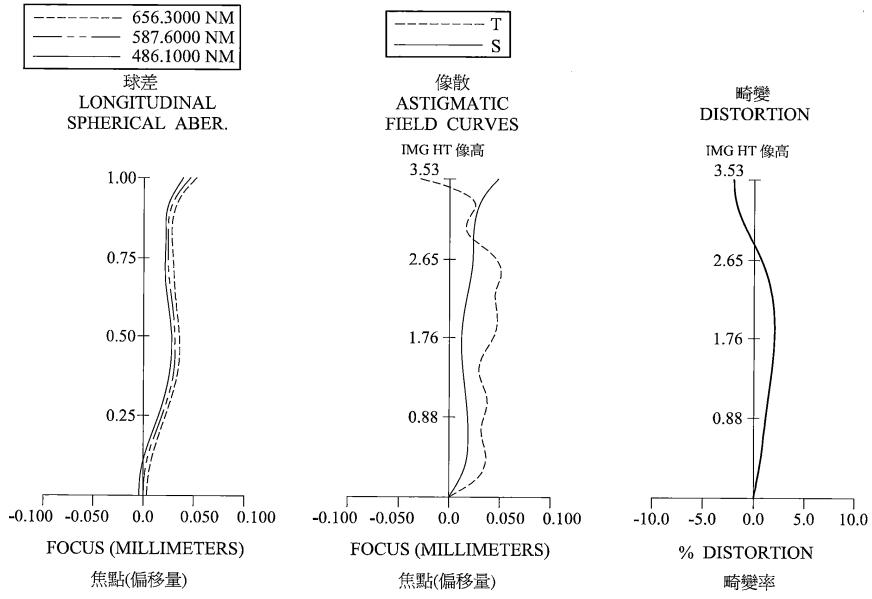 656.3000 NM
587.6000 NM
486.1000 NM
球差
LONGITUDINAL
SPHERICAL ABER.
1.00
0.75
0.50
0.25
-0.100
0.0
0.050
0.100
FOCUS (MILLIMETERS)
焦點(偏移量)
T
S
像散
ASTIGMATIC
FIELD CURVES
IMG HT 像高
3.53
2.65
1.76
0.88
-0.100
0.0
0.050
0.100
FOCUS (MILLIMETERS)
焦點(偏移量)
畸變
DISTORTION
IMG HT 像高
3.53
2.65
1.76
0.88
-10.0
-5.0
0.0
5.0
10.0
% DISTORTION
畸變率